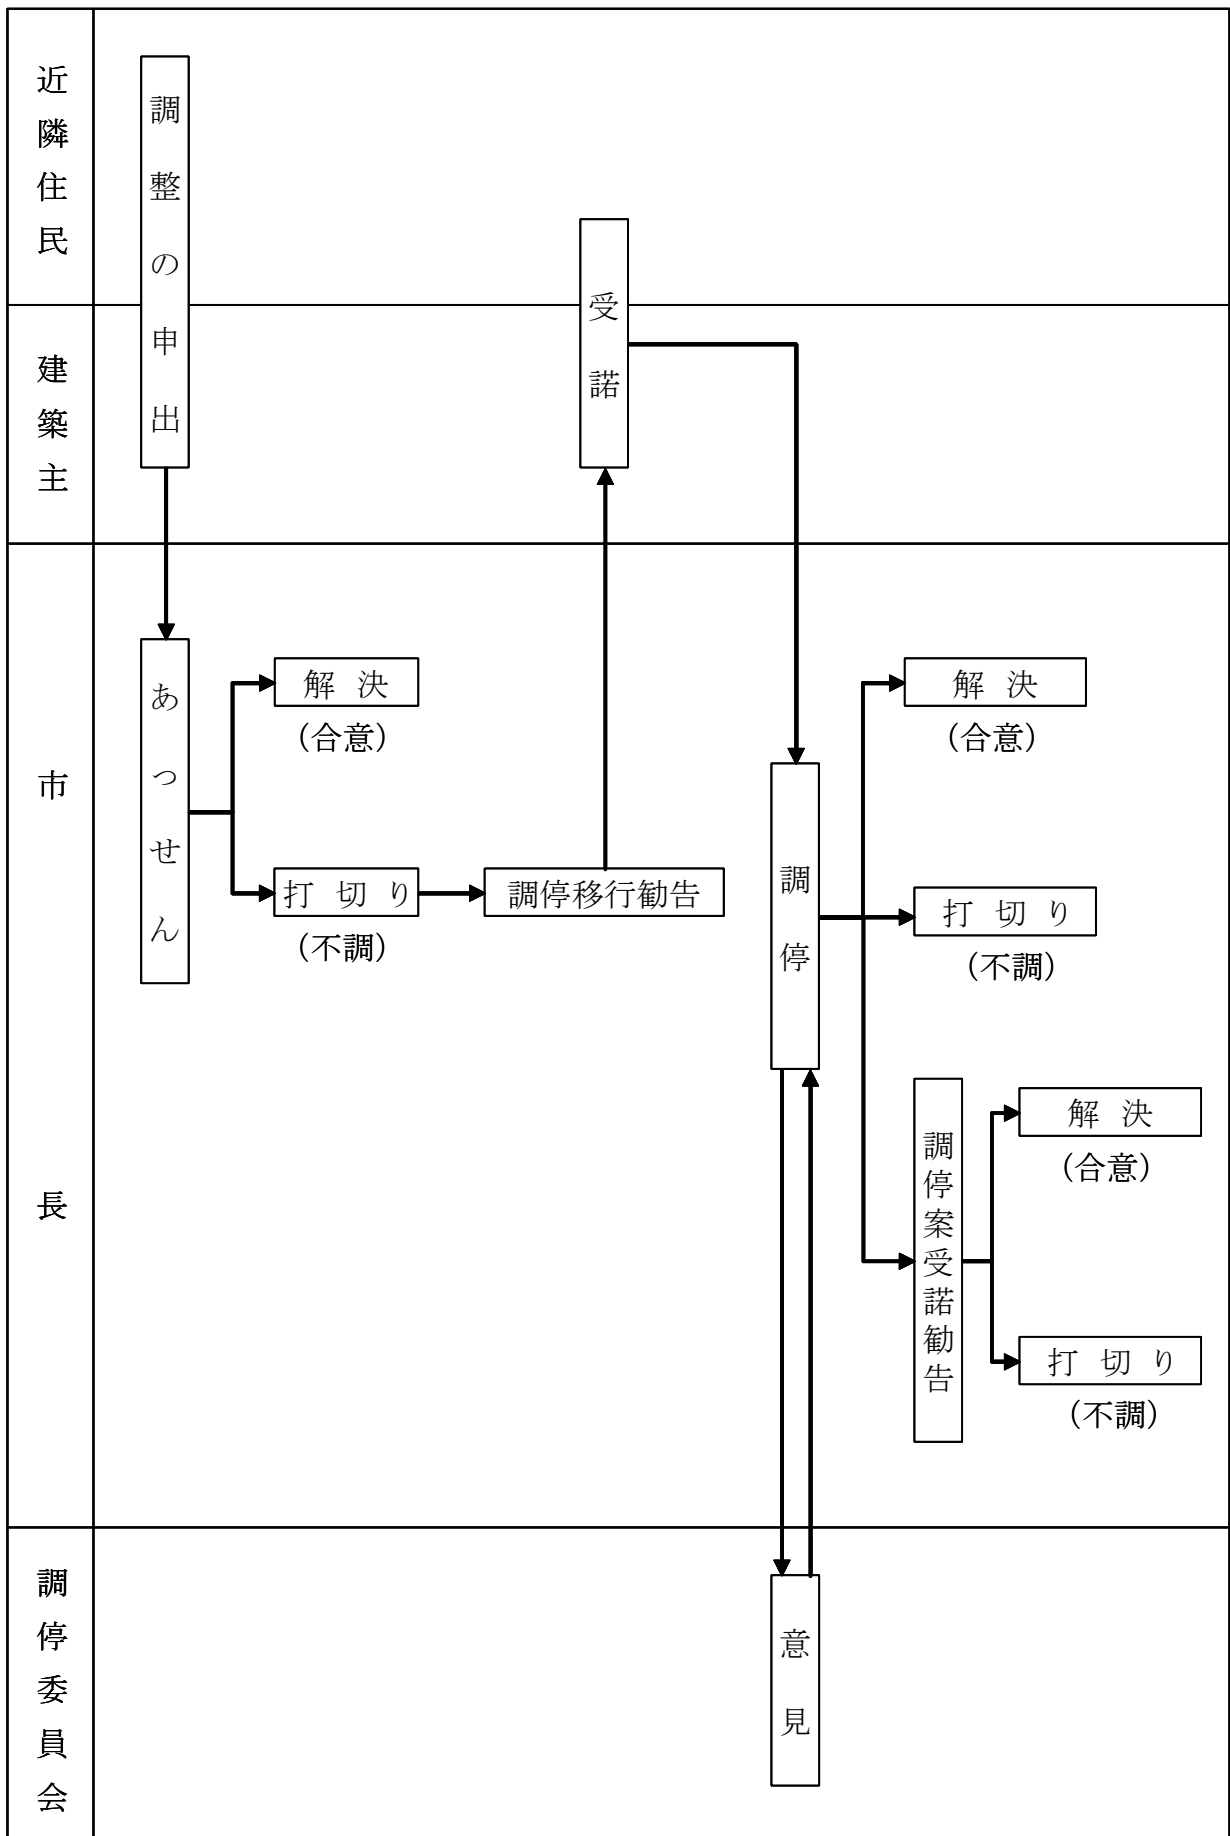 近隣住民
調整の申出
受諾
建築主
市長
あっせん
解決
（合意）
打切り
（不調）
調停移行勧告
調停
解決
（合意）
打切り
（不調）
調停案受諾勧告
解決
（合意）
打切り
（不調）
調停委員会
意見